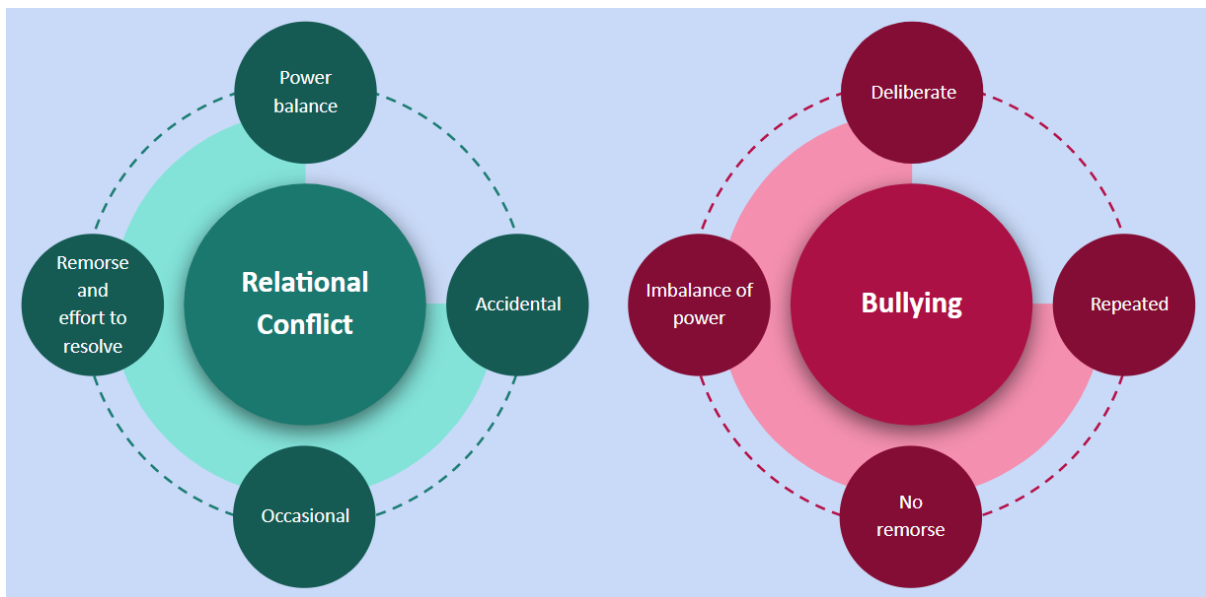 Power
balance
Remorse
and
effort to
resolve
Relational
Conflict
Accidental
Occasional
Deliberate
Imbalance of
power
Bullying
Repeated
No
remorse